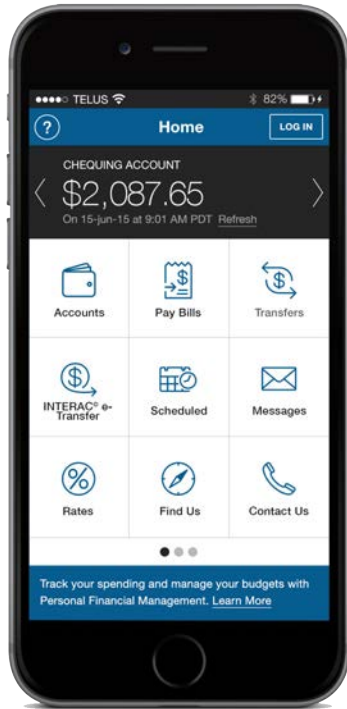 TELUS 82%
? Home LOG IN
CHEQUING ACCOUNT
$2,087.65
On 15-jun-15 at 9:01 AM PDT Refresh
Accounts Pay Bills Transfers
INTERAC® e-
Transfer Scheduled Messages
Rates Find Us Contact Us
Track your spending and manage your budgets with
Personal Financial Management. Learn More